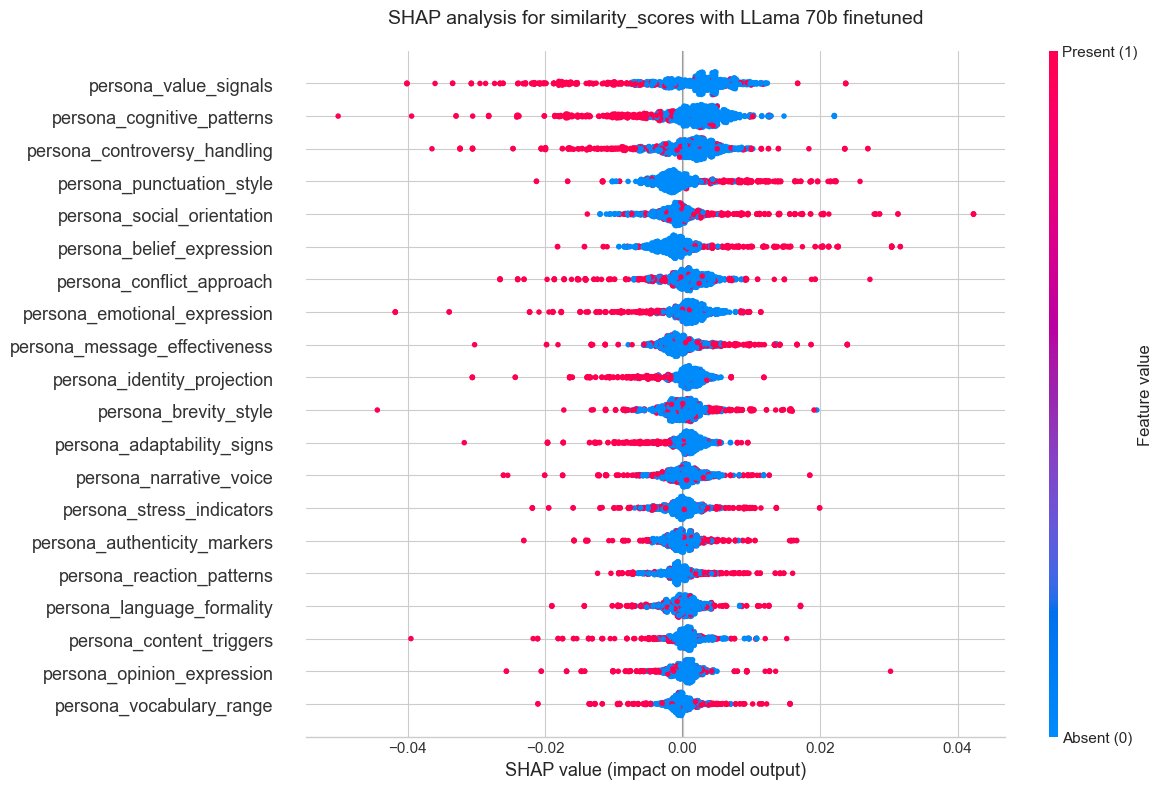 SHAP analysis for similarity_scores with LLama 70b finetuned
Present (1)
persona_value_signals
persona_cognitive_patterns
persona_controversy_handling
persona_punctuation_style
persona_social_orientation
persona_belief_expression
persona_conflict_approach
persona_emotional_expression
persona_message_effectiveness
persona_identity_projection
persona_brevity_style
persona_adaptability_signs
persona_narrative_voice
persona_stress_indicators
persona_authenticity_markers
persona_reaction_patterns
persona_language_formality
persona_content_triggers
persona_opinion_expression
persona_vocabulary_range
Feature value
Absent (0)
−0.04 −0.02 0.00 0.02 0.04
SHAP value (impact on model output)